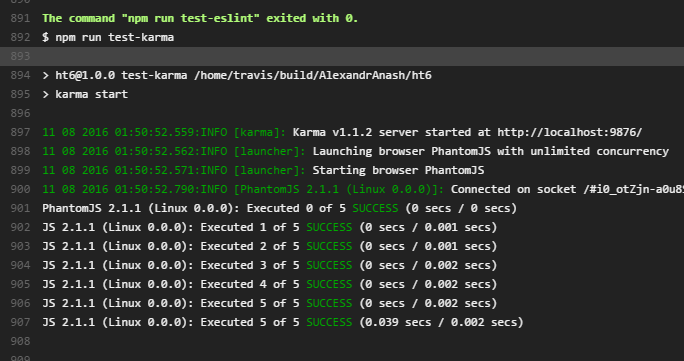 891 The command "npm run test-eslint" exited with 0.
892 $ npm run test-karma
893
894 > ht6@1.0.0 test-karma /home/travis/build/AlexandrAnash/ht6
895 > karma start
896
897 11 08 2016 01:50:52.559:INFO [karma]: Karma v1.1.2 server started at http://localhost:9876/
898 11 08 2016 01:50:52.562:INFO [launcher]: Launching browser PhantomJS with unlimited concurrency
899 11 08 2016 01:50:52.571:INFO [launcher]: Starting browser PhantomJS
900 11 08 2016 01:50:52.790:INFO [PhantomJS 2.1.1 (Linux 0.0.0)]: Connected on socket
901 PhantomJS 2.1.1 (Linux 0.0.0): Executed 0 of 5 SUCCESS (0 secs / 0 secs)
902 JS 2.1.1 (Linux 0.0.0): Executed 1 of 5 SUCCESS (0 secs / 0.001 secs)
903 JS 2.1.1 (Linux 0.0.0): Executed 2 of 5 SUCCESS (0 secs / 0.001 secs)
904 JS 2.1.1 (Linux 0.0.0): Executed 3 of 5 SUCCESS (0 secs / 0.002 secs)
905 JS 2.1.1 (Linux 0.0.0): Executed 4 of 5 SUCCESS (0 secs / 0.002 secs)
906 JS 2.1.1 (Linux 0.0.0): Executed 5 of 5 SUCCESS (0 secs / 0.002 secs)
907 JS 2.1.1 (Linux 0.0.0): Executed 5 of 5 SUCCESS (0.039 secs / 0.002 secs)
908